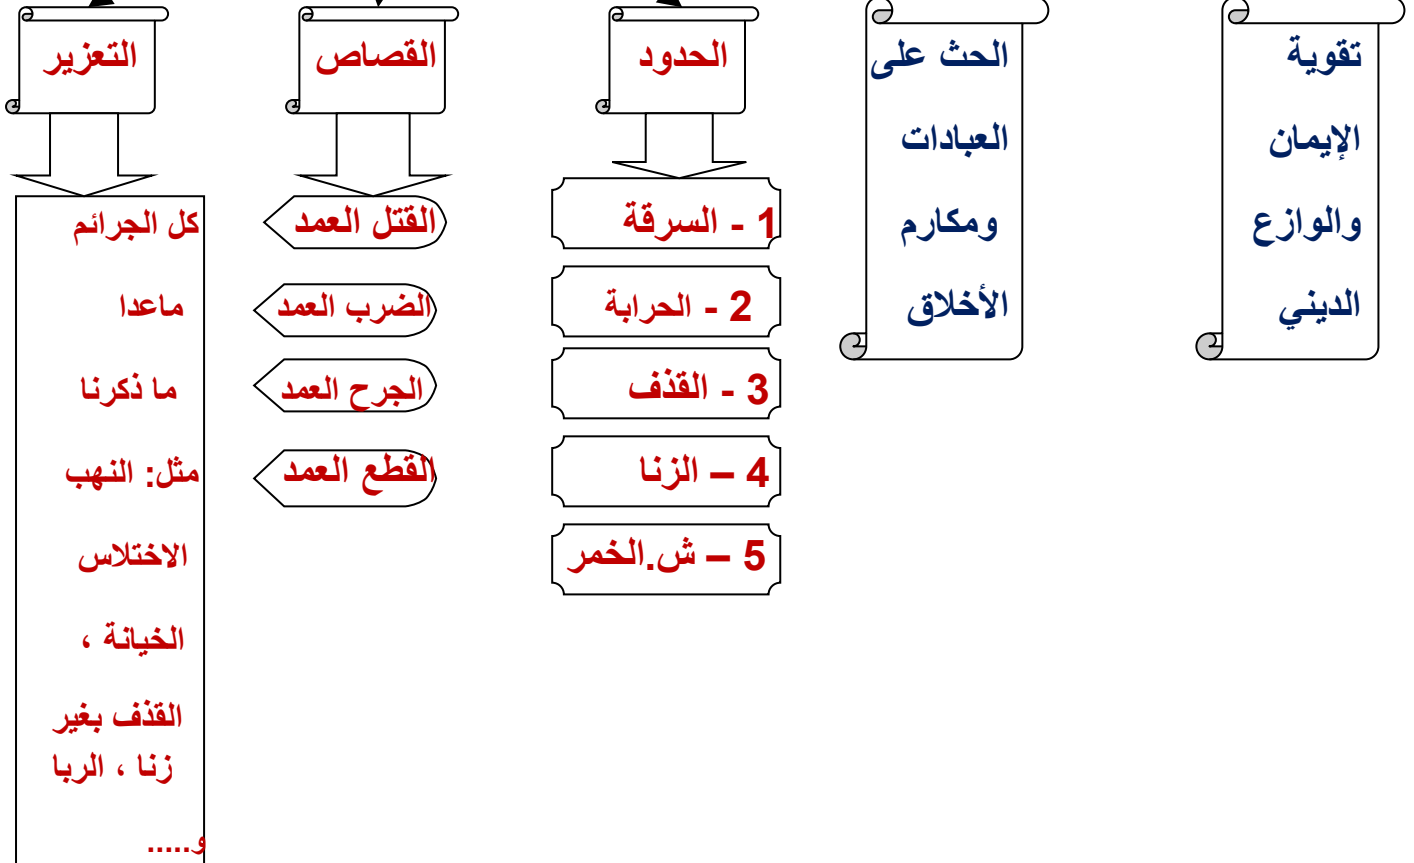 تقوية
الإيمان
والوازع
الديني
الحث على
العبادات
ومكارم
الأخلاق
الحدود
1 - السرقة
2 - الحرابة
3 - القذف
4 – الزنا
5 – ش.الخمر
القصاص
القتل العمد
الضرب العمد
الجرح العمد
القطع العمد
التعزير
كل الجرائم
ماعدا
ما ذكرنا
مثل: النهب
الاختلاس
الخيانة ،
القذف بغير
زنا ، الربا
و.....